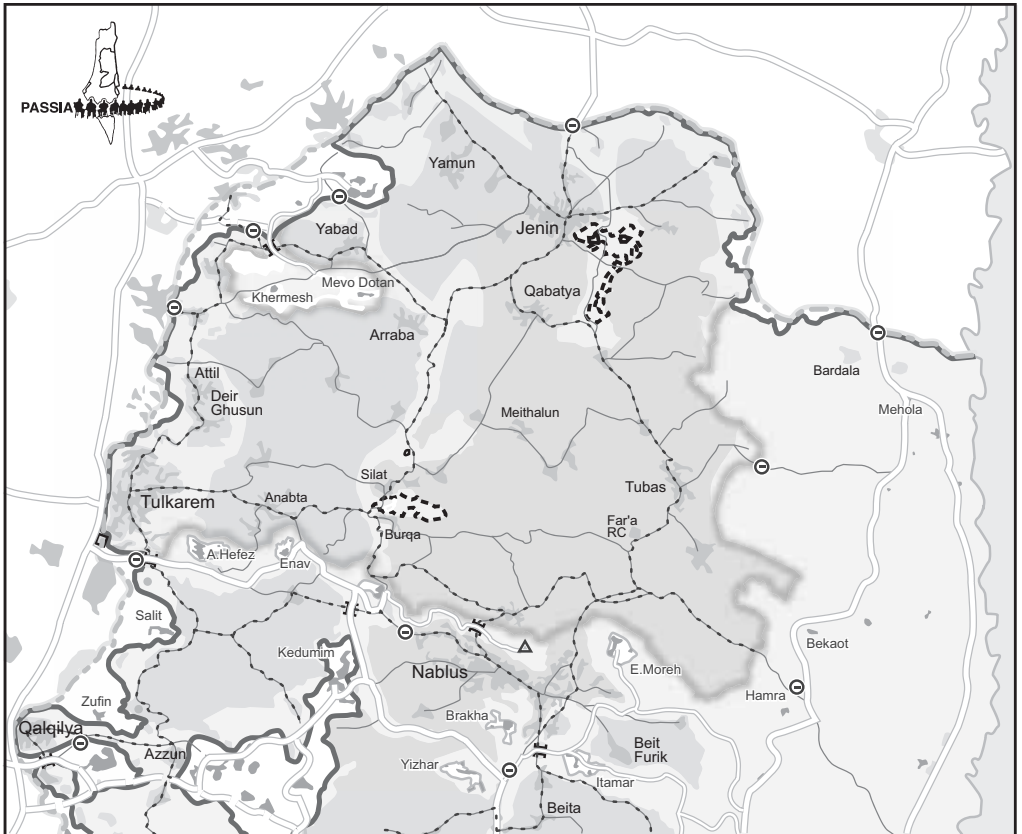 PASSIA
Yamun
Jenin
Yabad
Mevo Dotan
Khermesh
Qabatya
Arraba
Bardala
Attil
Deir
Ghusun
Mehola
Meithalun
Silat
Tubas
Tulkarem
Anabta
Burqa
Far'a
RC
A.Hefez
Enav
Salit
Kedumim
Bekaot
Nablus
E.Moreh
Hamra
Zufin
Brakha
Qalqilya
Azzun
Beit
Furik
Yizhar
Itamar
Beita